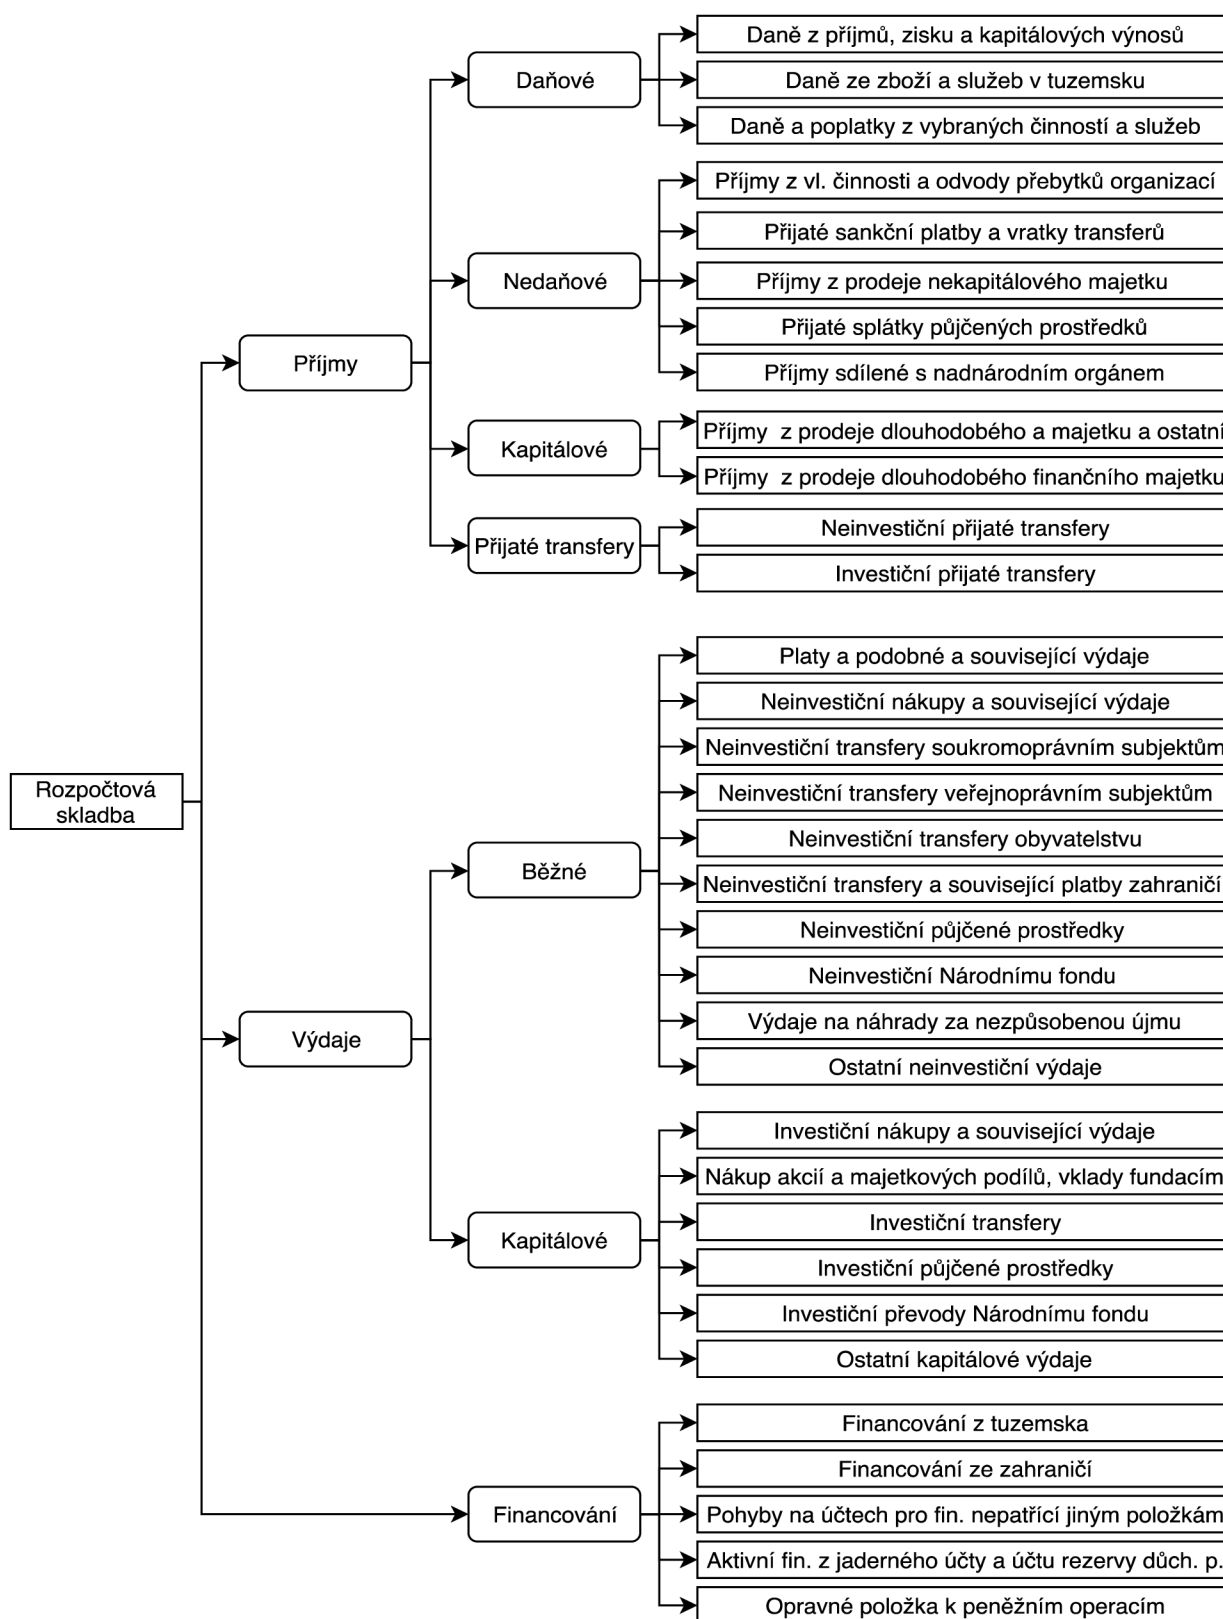 Rozpočtová
skladba
Příjmy
Daňové
Daně z příjmů, zisku a kapitálových výnosů
Daně ze zboží a služeb v tuzemsku
Daně a poplatky z vybraných činností a služeb
Nedaňové
Příjmy z vl. činnosti a odvody přebytků organizací
Přijaté sankční platby a vratky transferů
Příjmy z prodeje nekapitálového majetku
Přijaté splátky půjčených prostředků
Příjmy sdílené s nadnárodním orgánem
Kapitálové
Příjmy z prodeje dlouhodobého a majetku a ostatní
Příjmy z prodeje dlouhodobého finančního majetku
Přijaté transfery
Neinvestiční přijaté transfery
Investiční přijaté transfery
Výdaje
Běžné
Platy a podobné a související výdaje
Neinvestiční nákupy a související výdaje
Neinvestiční transfery soukromoprávním subjektům
Neinvestiční transfery veřejnoprávním subjektům
Neinvestiční transfery obyvatelstvu
Neinvestiční transfery a související platby zahraničí
Neinvestiční půjčené prostředky
Neinvestiční Národnímu fondu
Výdaje na náhrady za nezpůsobenou újmu
Ostatní neinvestiční výdaje
Kapitálové
Investiční nákupy a související výdaje
Nákup akcií a majetkových podílů, vklady fundacím
Investiční transfery
Investiční půjčené prostředky
Investiční převody Národnímu fondu
Ostatní kapitálové výdaje
Financování
Financování z tuzemska
Financování ze zahraničí
Pohyby na účtech pro fin. nepatřící jiným položkám
Aktivní fin. z jaderného účty a účtu rezervy důch. p.
Opravné položka k peněžním operacím